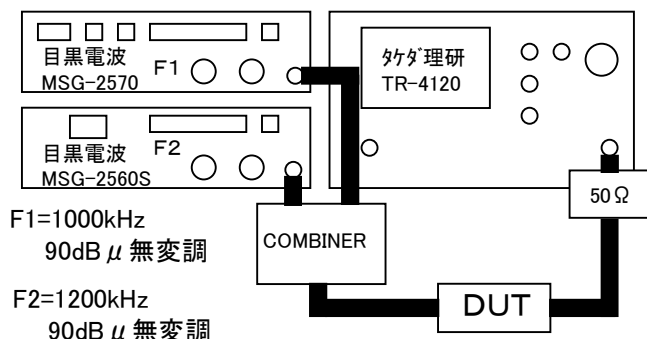 目黒電波 F1
MSG-2570
ﾀｹﾀﾞ理研
TR-4120
目黒電波 F2
MSG-2560S
50Ω
F1=1000kHz
90dBμ無変調
COMBINER
F2=1200kHz
90dBμ無変調
DUT